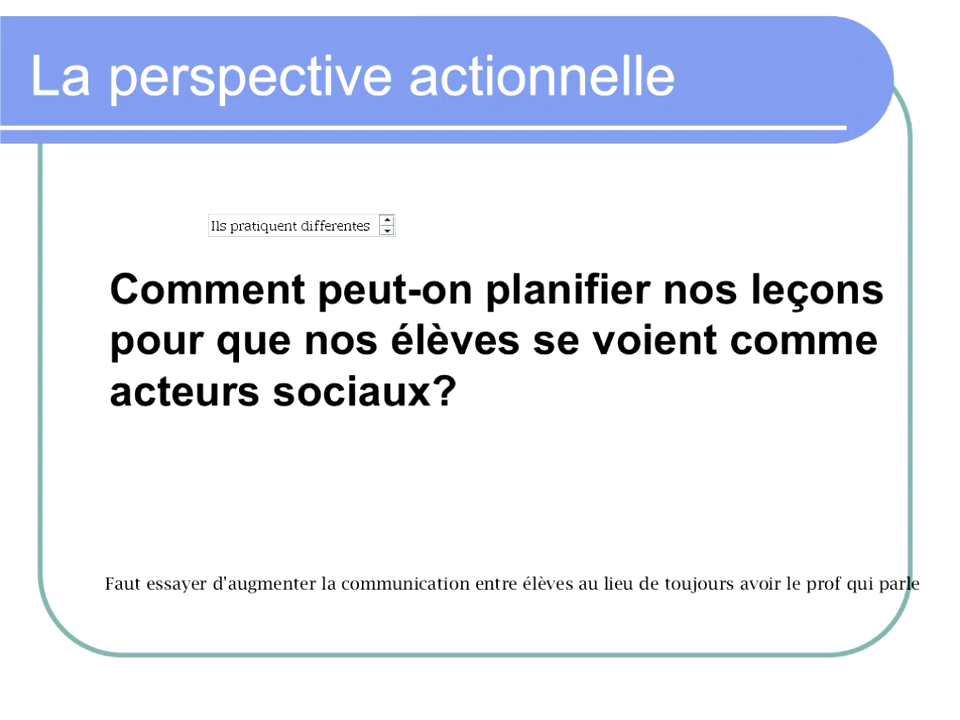 La perspective actionnelle
Ils pratiquent differentes
Comment peut-on planifier nos leçons
pour que nos élèves se voient comme
acteurs sociaux?
Faut essayer d'augmenter la communication entre élèves au lieu de toujours avoir le prof qui parle